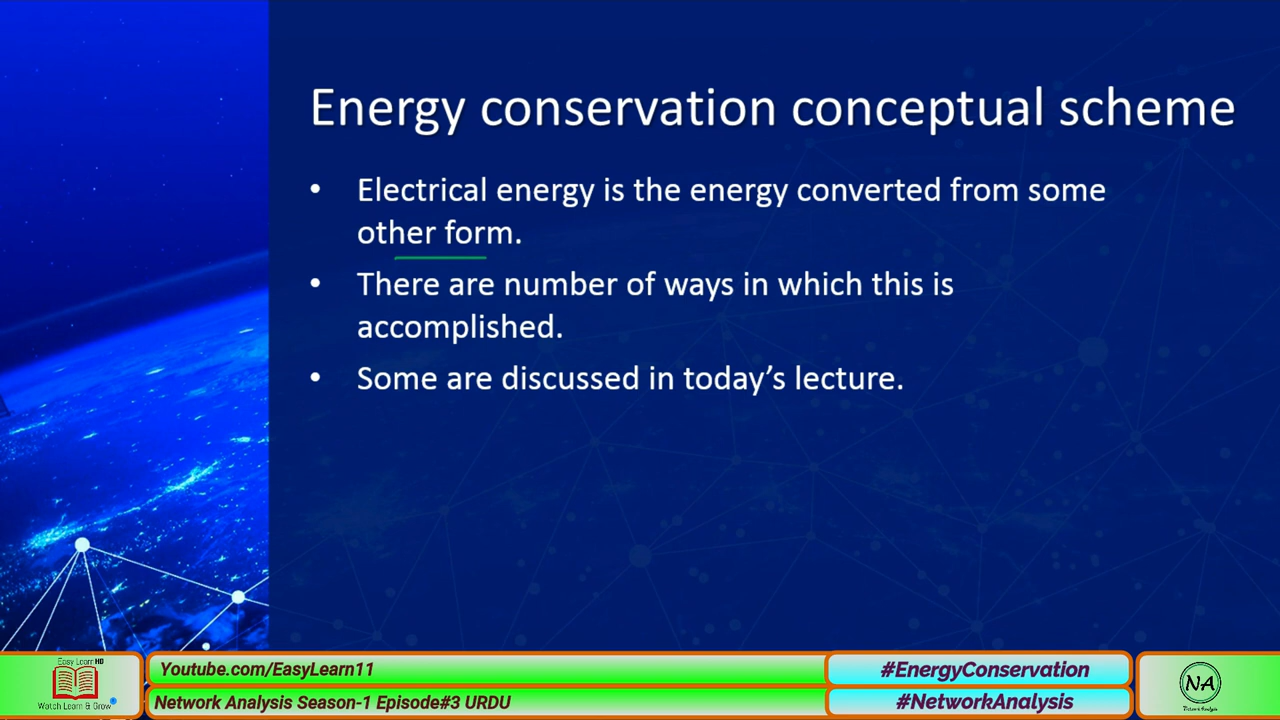 Energy conservation conceptual scheme
• Electrical energy is the energy converted from some
other form.
• There are number of ways in which this is
accomplished.
• Some are discussed in today's lecture.
Easy Learn HD
Watch Learn & Grow
Youtube.com/EasyLearn11
Network Analysis Season-1 Episode#3 URDU
#EnergyConservation
#NetworkAnalysis
NA
Network Analysis